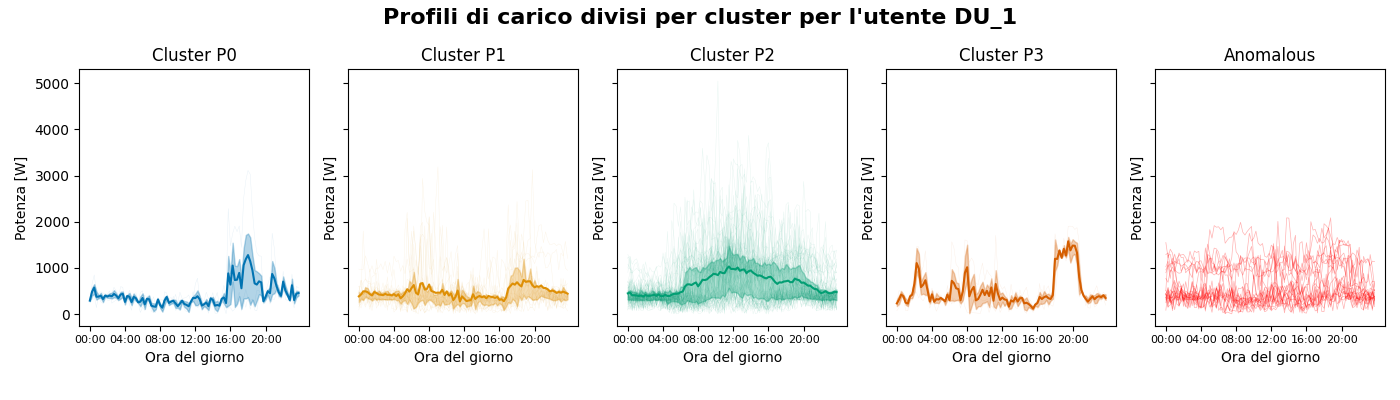 Profili di carico divisi per cluster per l'utente DU_1
Cluster P0
Cluster P1
Cluster P2
Cluster P3
Anomalous
Potenza [W]
5000
4000
3000
2000
1000
0
Potenza [W]
Potenza [W]
Potenza [W]
Potenza [W]
00:00 04:00 08:00 12:00 16:00 20:00
00:00 04:00 08:00 12:00 16:00 20:00
00:00 04:00 08:00 12:00 16:00 20:00
00:00 04:00 08:00 12:00 16:00 20:00
00:00 04:00 08:00 12:00 16:00 20:00
Ora del giorno
Ora del giorno
Ora del giorno
Ora del giorno
Ora del giorno